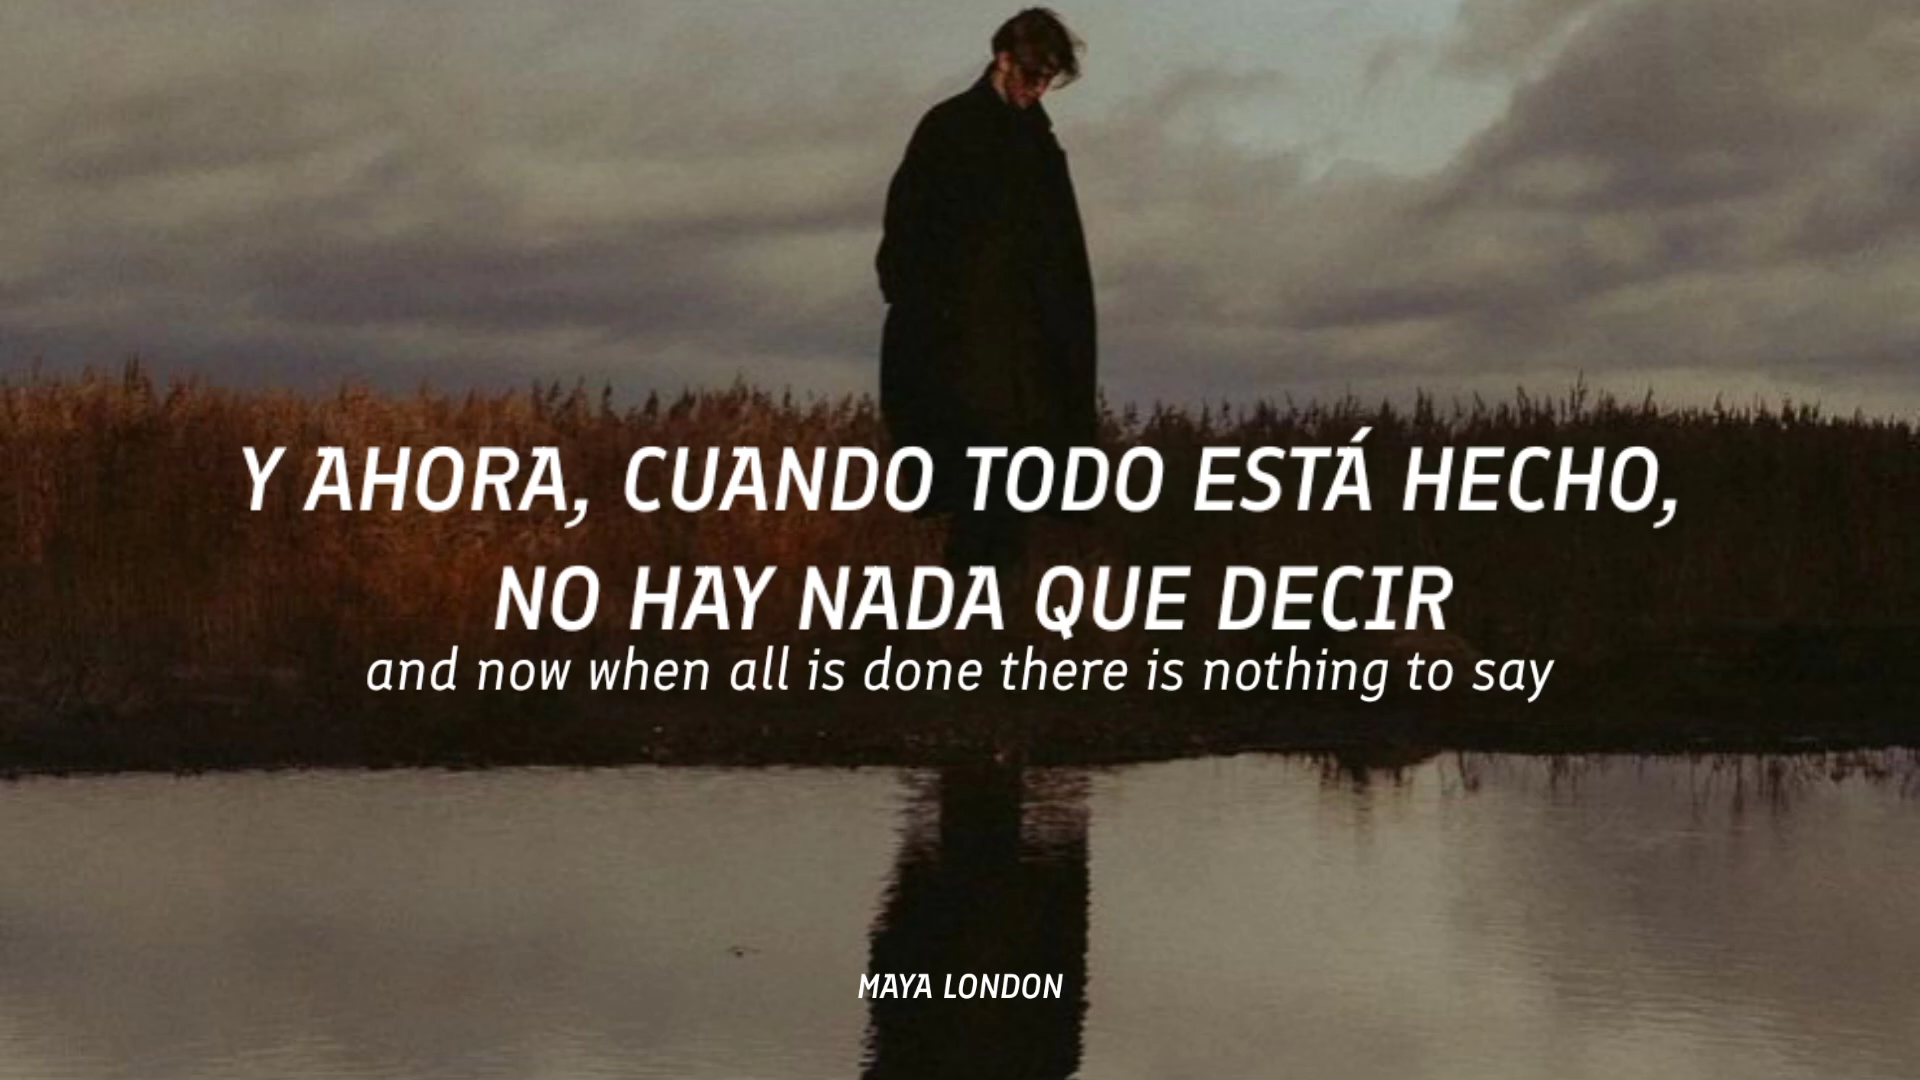 Y AHORA, CUANDO TODO ESTÁ HECHO,
NO HAY NADA QUE DECIR
and now when all is done there is nothing to say
MAYA LONDON